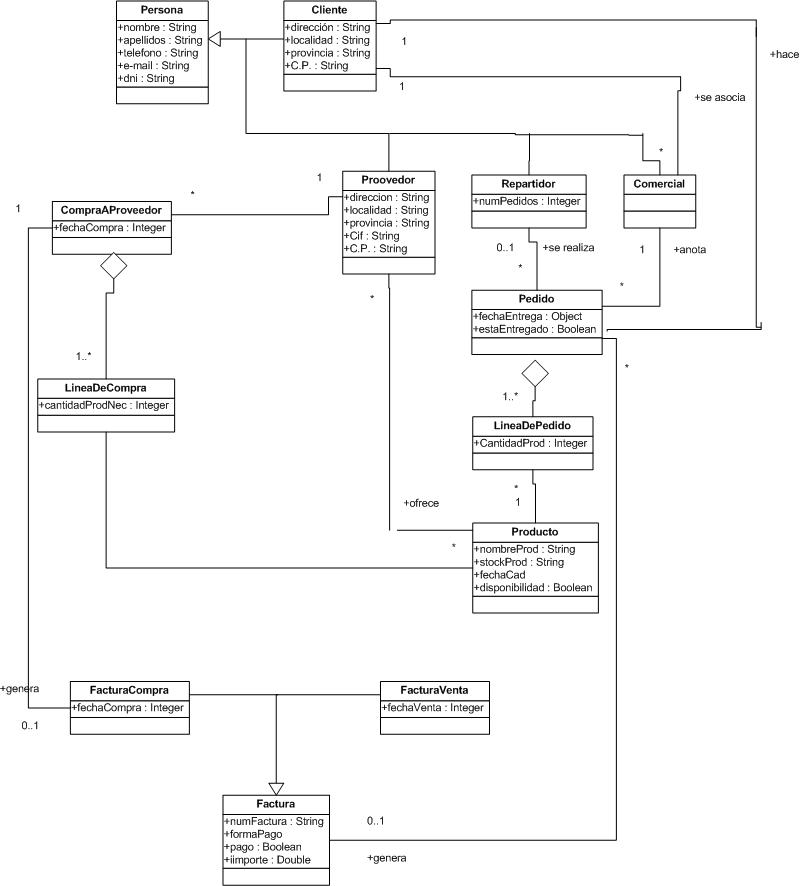 Persona
+nombre : String
+apellidos : String
+telefono : String
+e-mail : String
+dni : String
Cliente
+dirección : String
+localidad : String
+provincia : String
+C.P. : String
1
+hace
1
+se asocia
*
1
*
1
CompraAProveedor
+fechaCompra : Integer
Proovedor
+direccion : String
+localidad : String
+provincia : String
+Cif : String
+C.P. : String
Repartidor
+numPedidos : Integer
Comercial
0..1
+se realiza
*
1
+anota
*
*
Pedido
+fechaEntrega : Object
+estaEntregado : Boolean
*
1..*
LineaDeCompra
+cantidadProdNec : Integer
1..*
LineaDePedido
+CantidadProd : Integer
*
1
+ofrece
*
Producto
+nombreProd : String
+stockProd : String
+fechaCad
+disponibilidad : Boolean
+genera
0..1
FacturaCompra
+fechaCompra : Integer
FacturaVenta
+fechaVenta : Integer
Factura
+numFactura : String
+formaPago
+pago : Boolean
+iimporte : Double
0..1
+genera